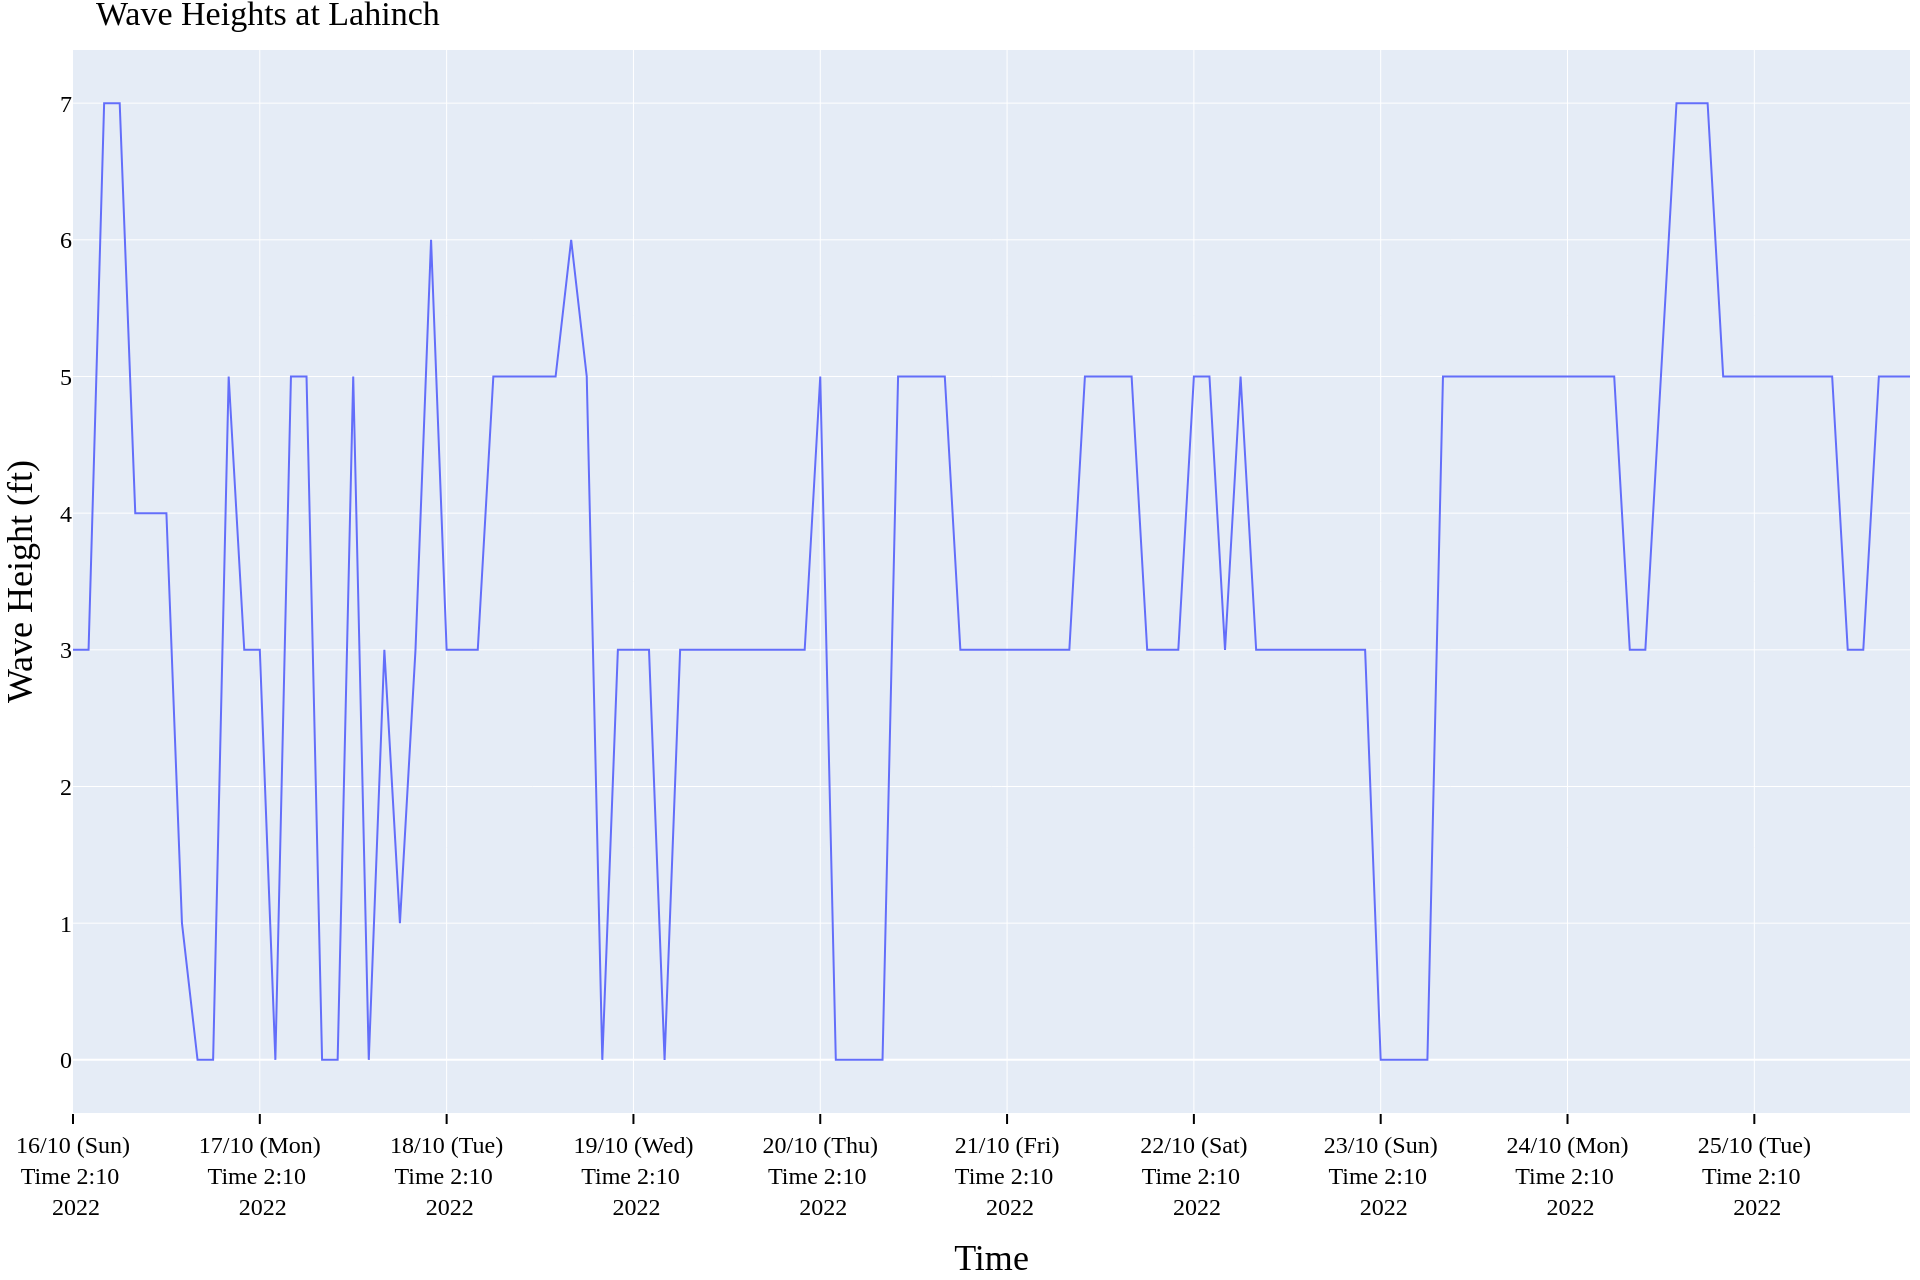 Wave Heights at Lahinch
Wave Height (ft)
7
6
5
4
3
2
1
0
16/10 (Sun) 17/10 (Mon) 18/10 (Tue) 19/10 (Wed) 20/10 (Thu) 21/10 (Fri) 22/10 (Sat) 23/10 (Sun) 24/10 (Mon) 25/10 (Tue)
Time 2:10 Time 2:10 Time 2:10 Time 2:10 Time 2:10 Time 2:10 Time 2:10 Time 2:10 Time 2:10 Time 2:10
2022 2022 2022 2022 2022 2022 2022 2022 2022 2022
Time